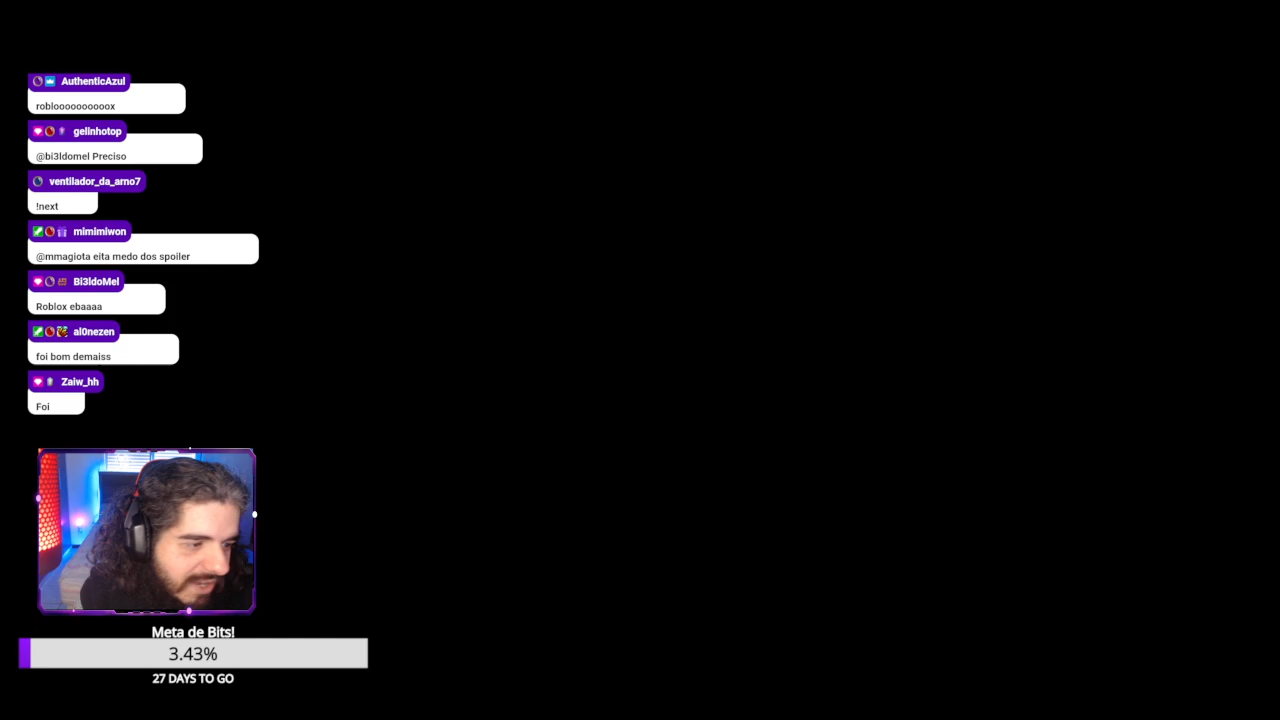 AuthenticAzul
robloooooooooox
gelinhotop
@bi3ldomel Preciso
ventilador_da_arno7
!next
mimimiwon
@mmagiota eita medo dos spoiler
Bi3ldoMel
Roblox ebaaaa
al0nezen
foi bom demaiss
Zaiw_hh
Foi
Meta de Bits!
3.43%
27 DAYS TO GO